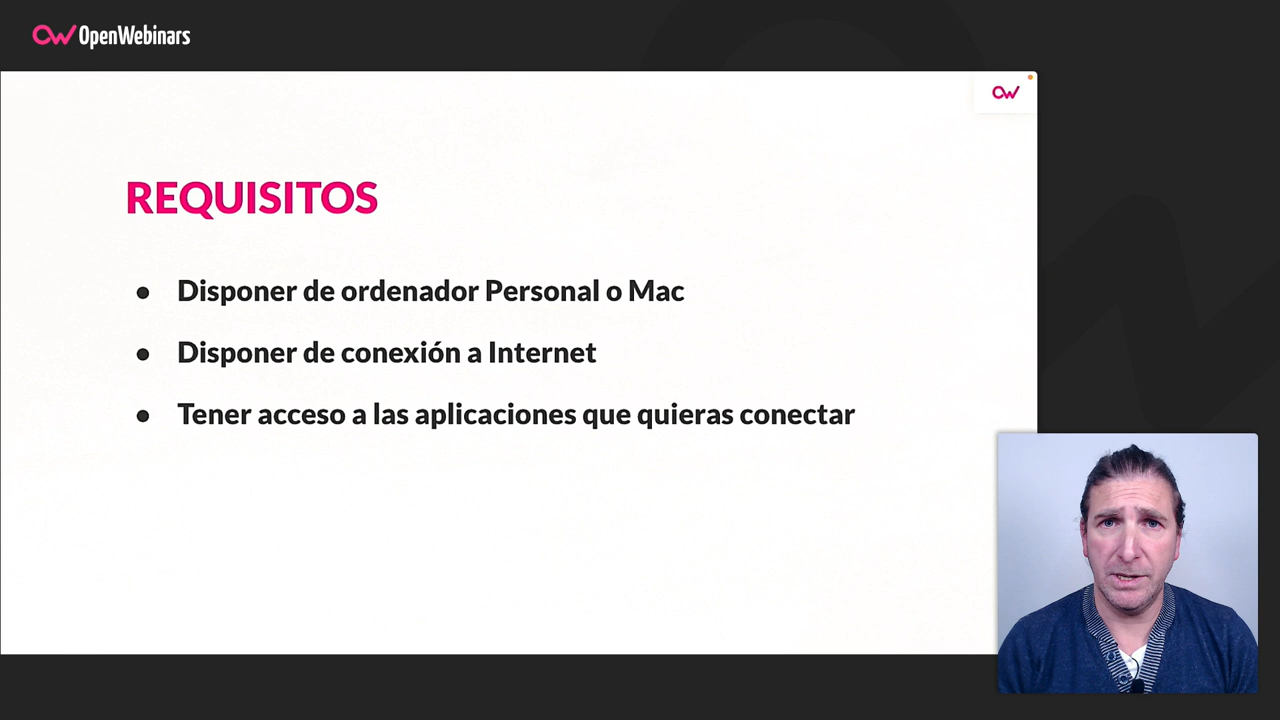 OpenWebinars
REQUISITOS
● Disponer de ordenador Personal o Mac
● Disponer de conexión a Internet
● Tener acceso a las aplicaciones que quieras conectar